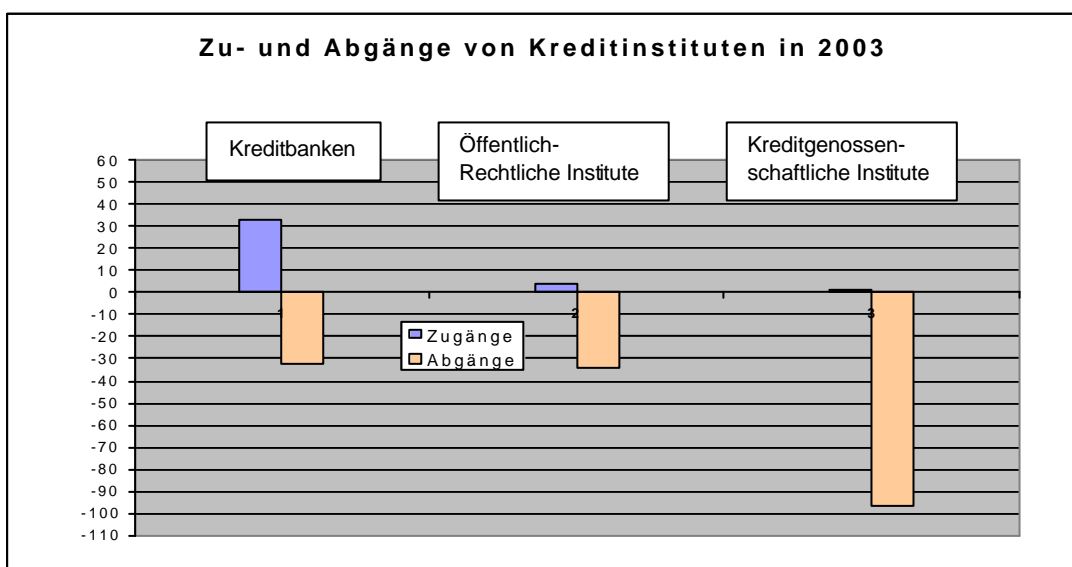 Zu- und Abgänge von Kreditinstituten in 2003
Kreditbanken
Öffentlich-
Rechtliche Institute
Kreditgenossen-
schaftliche Institute
60
50
40
30
20
10
0
-10
-20
-30
-40
-50
-60
-70
-80
-90
-100
-110
1
2
3
Zugänge
Abgänge